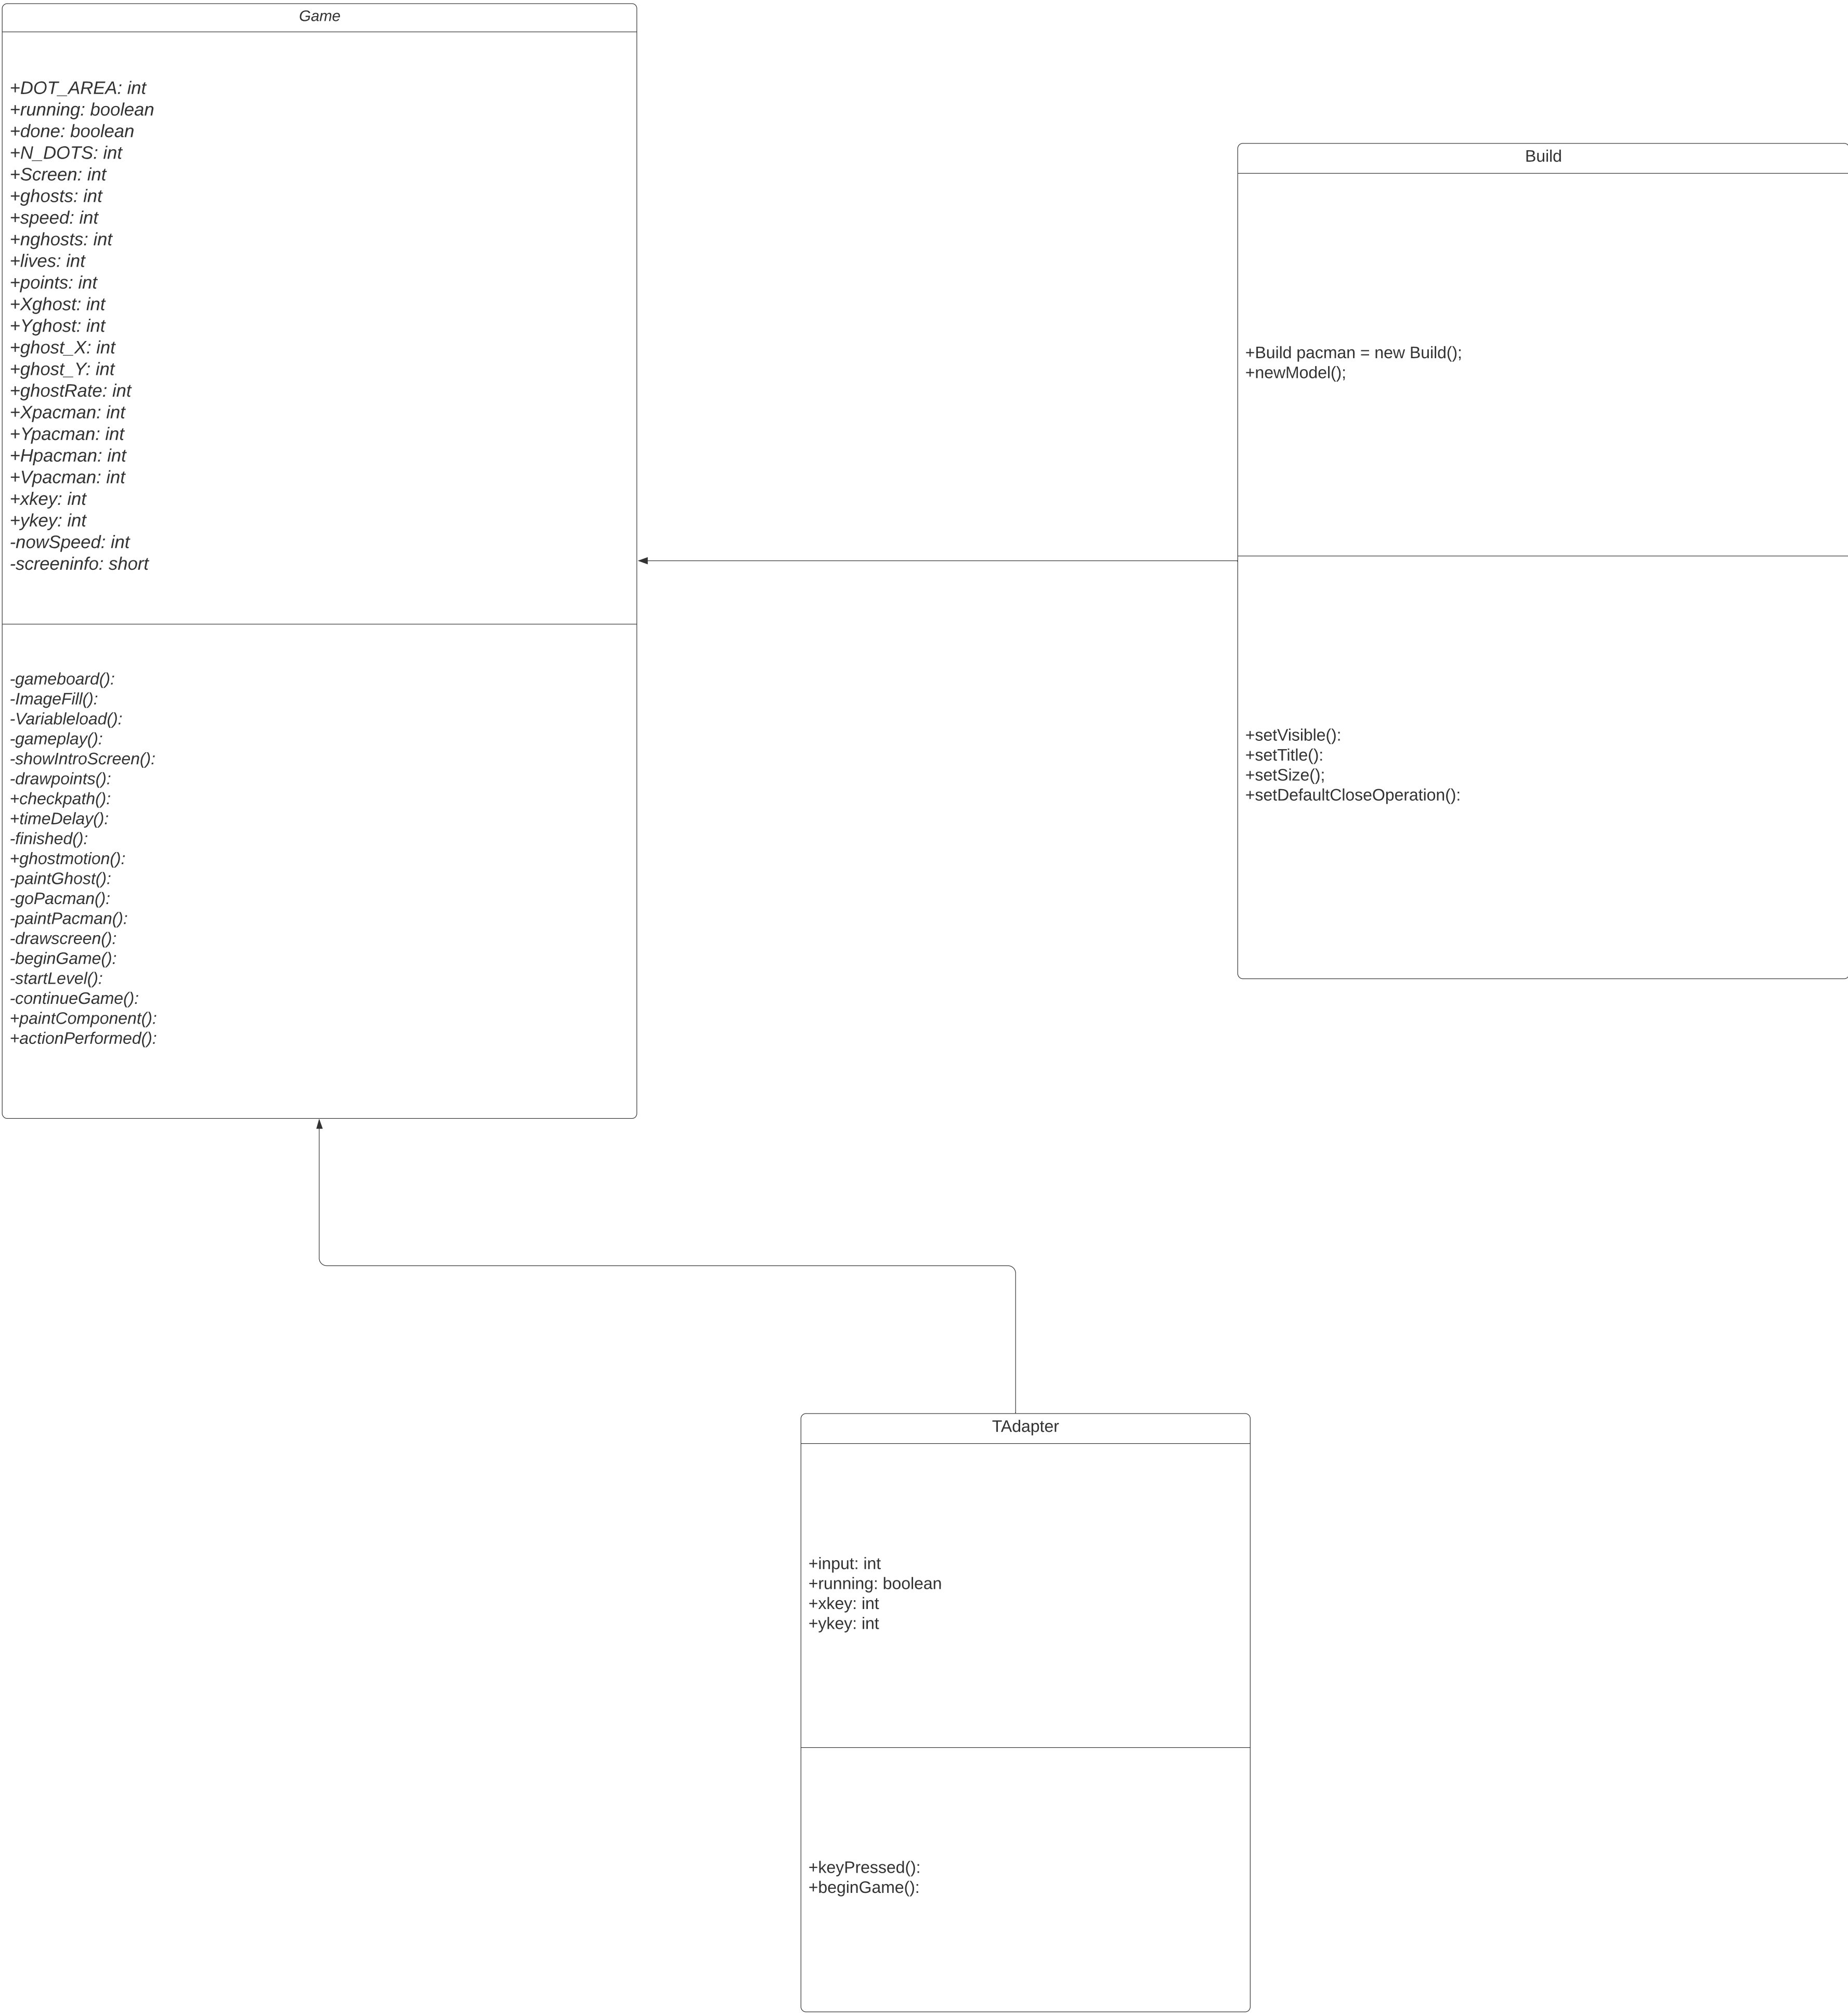 Game
+DOT_AREA: int
+running: boolean
+done: boolean
+N_DOTS: int
+Screen: int
+ghosts: int
+speed: int
+nghosts: int
+lives: int
+points: int
+Xghost: int
+Yghost: int
+ghost_X: int
+ghost_Y: int
+ghostRate: int
+Xpacman: int
+Ypacman: int
+Hpacman: int
+Vpacman: int
+xkey: int
+ykey: int
-nowSpeed: int
-screeninfo: short
-gameboard():
-ImageFill():
-Variableload():
-gameplay():
-showIntroScreen():
-drawpoints():
+checkpath():
+timeDelay():
-finished():
+ghostmotion():
-paintGhost():
-goPacman():
-paintPacman():
-drawscreen():
-beginGame():
-startLevel():
-continueGame():
+paintComponent():
+actionPerformed():
Build
+Build pacman = new Build();
+newModel();
+setVisible():
+setTitle():
+setSize();
+setDefaultCloseOperation():
TAdapter
+input: int
+running: boolean
+xkey: int
+ykey: int
+keyPressed():
+beginGame():